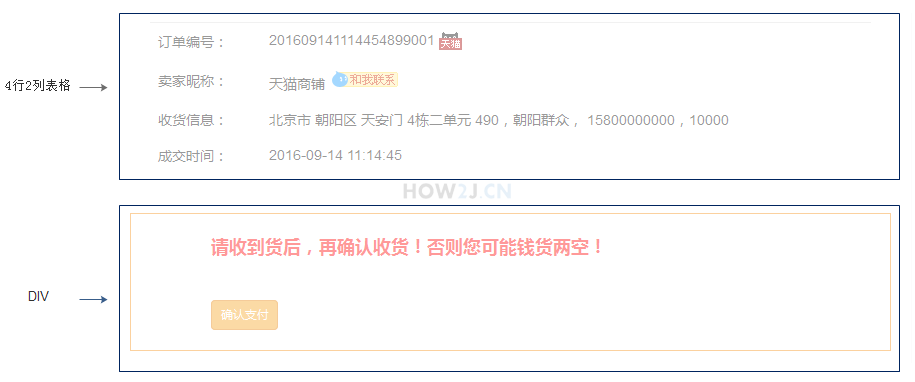 订单编号： 201609141114454899001 天猫
卖家昵称： 天猫商铺 和我联系
4行2列表格
收货信息： 北京市 朝阳区 天安门 4栋二单元 490，朝阳群众， 15800000000，10000
成交时间： 2016-09-14 11:14:45
HOW2J.CN
请收到货后，再确认收货！否则您可能钱货两空！
DIV
确认支付